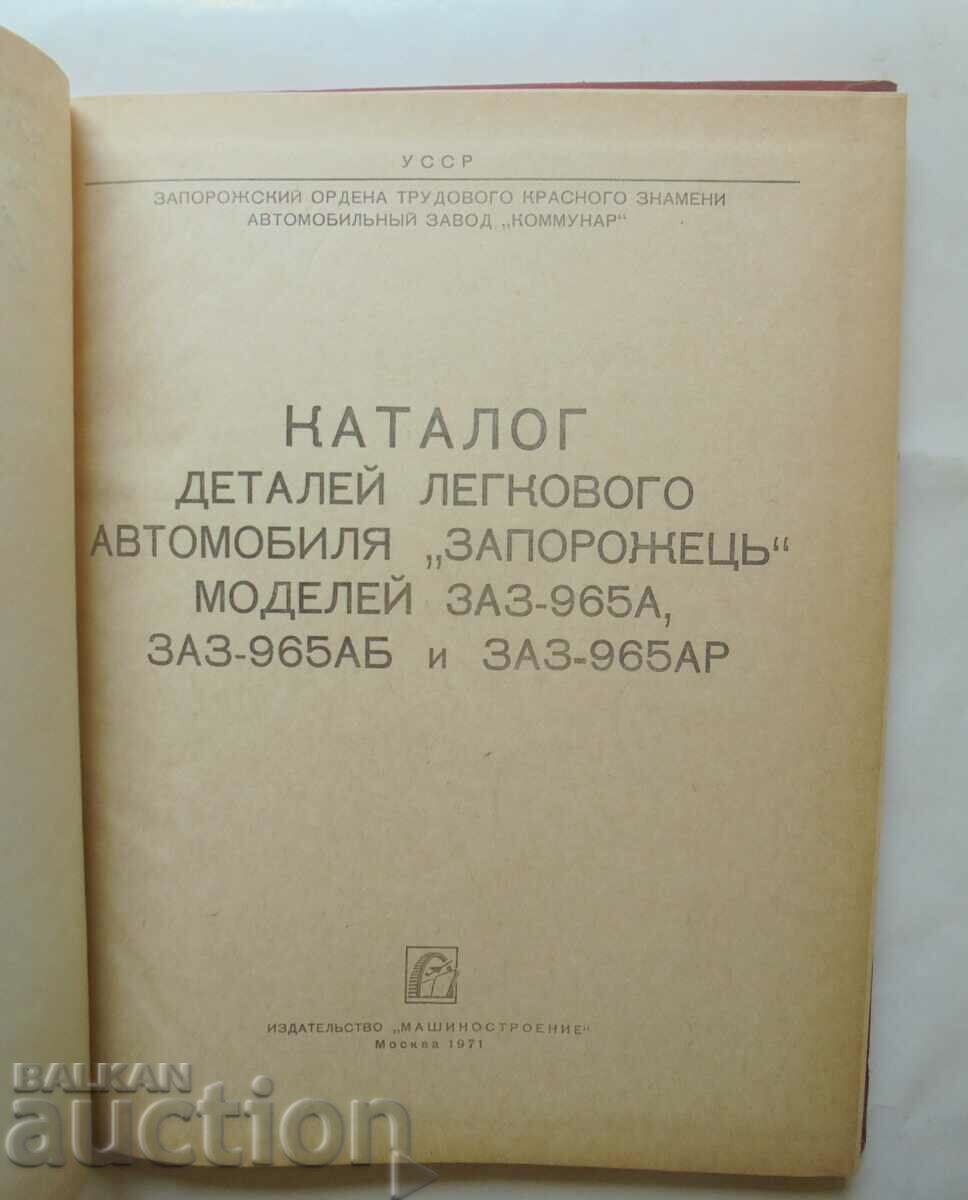 УССР
ЗАПОРОЖСКИЙ ОРДЕНА ТРУДОВОГО КРАСНОГО ЗНАМЕНИ
АВТОМОБИЛЬНЫЙ ЗАВОД „КОММУНАР“
КАТАЛОГ
ДЕТАЛЕЙ ЛЕГКОВОГО
АВТОМОБИЛЯ „ЗАПОРОЖЕЦЬ“
МОДЕЛЕЙ ЗАЗ-965А,
ЗАЗ-965АБ и ЗАЗ-965АР
ИЗДАТЕЛЬСТВО „МАШИНОСТРОЕНИЕ“
Москва 1971
BALKAN
auction